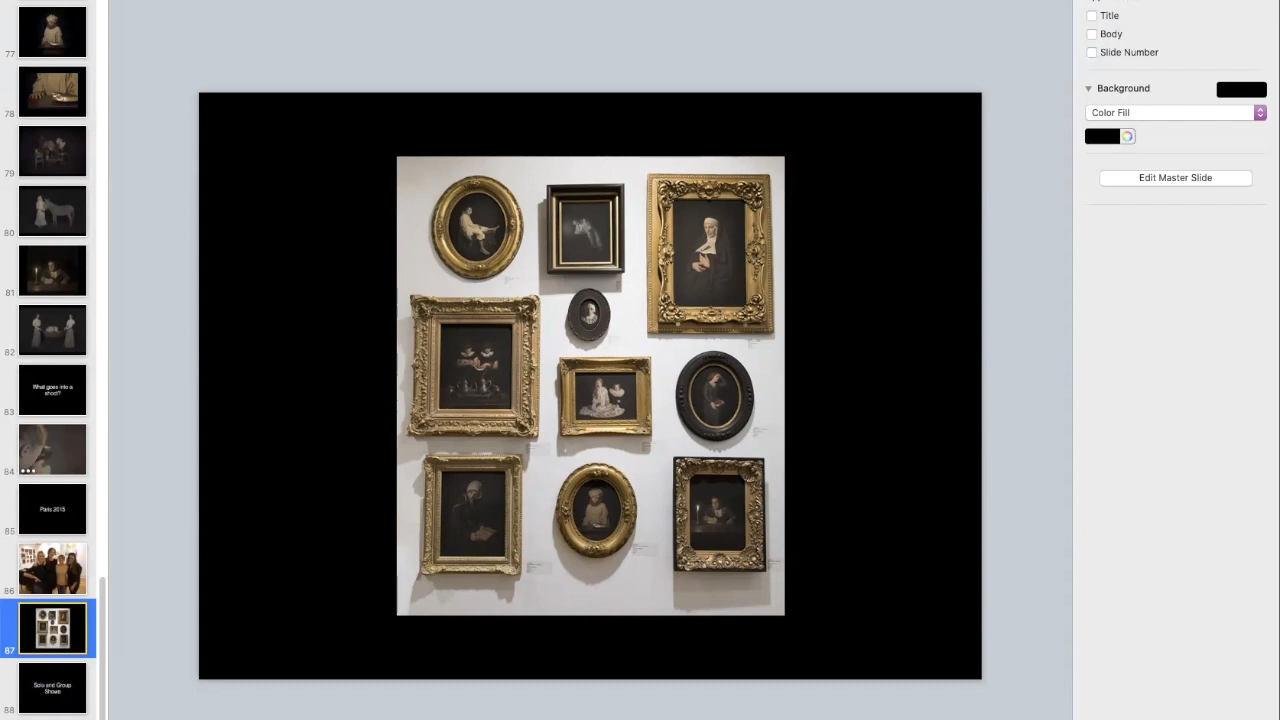 77
78
79
80
81
82
What goes into a
shoot?
83
84
Paris 2015
85
86
87
Solo and Group
Shows
88
Title
Body
Slide Number
Background
Color Fill
Edit Master Slide